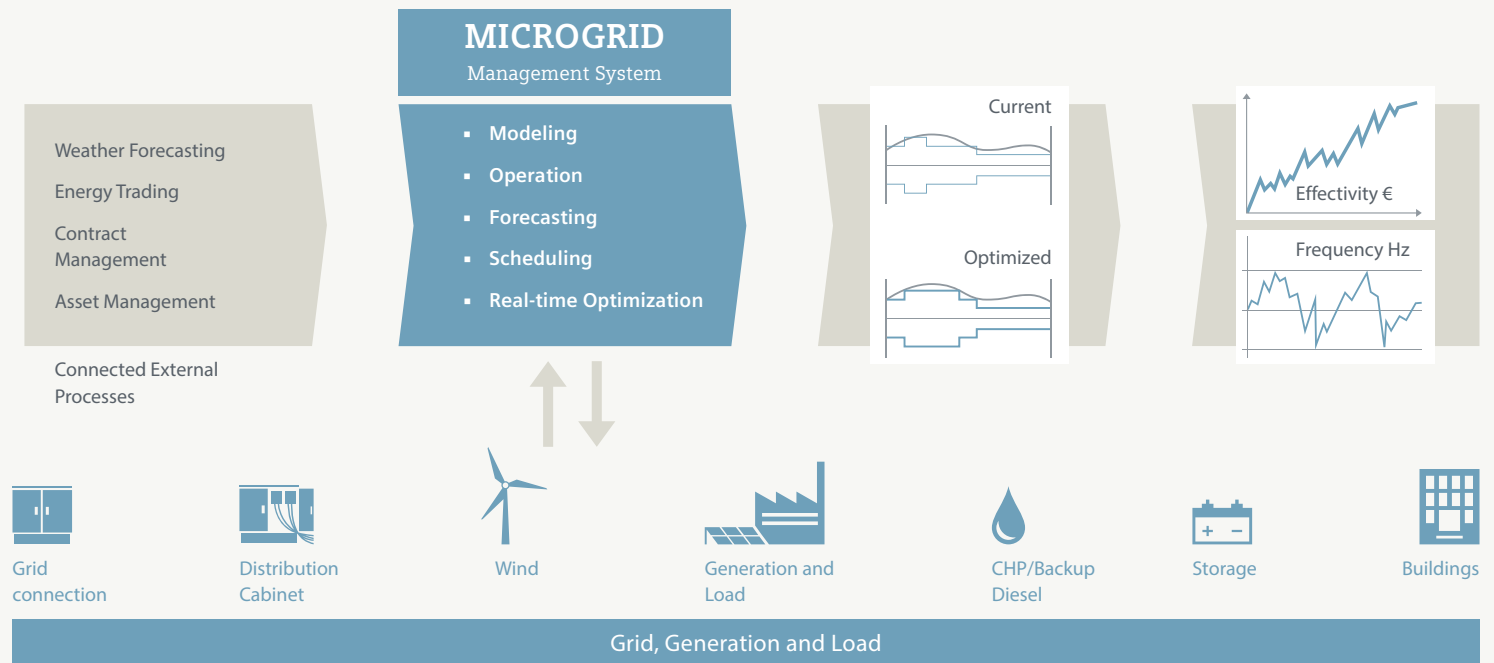 MICROGRID
Management System
Weather Forecasting
Energy Trading
Contract
Management
Asset Management
Connected External
Processes
▪ Modeling
▪ Operation
▪ Forecasting
▪ Scheduling
▪ Real-time Optimization
Current
Optimized
Effectivity €
Frequency Hz
Grid
connection
Distribution
Cabinet
Wind
Generation and
Load
CHP/Backup
Diesel
+ −
Storage
Buildings
Grid, Generation and Load